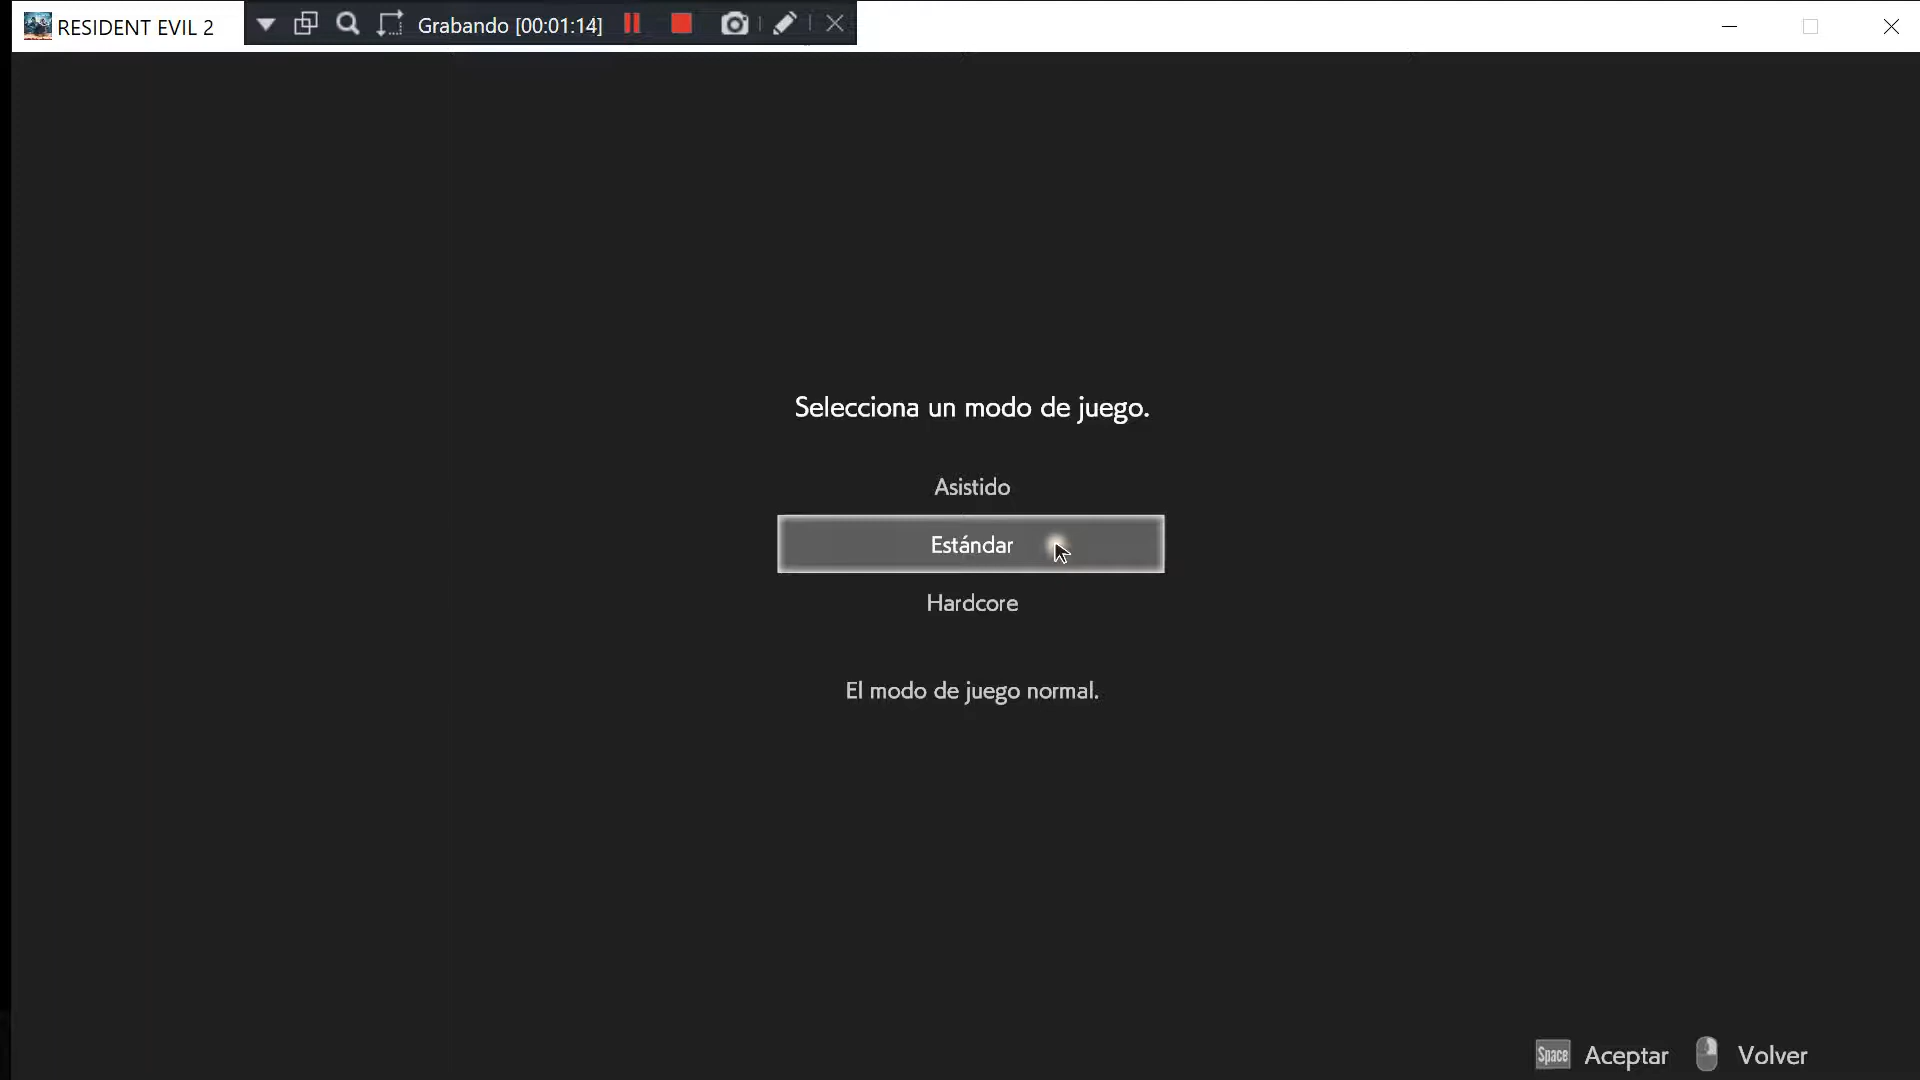 RESIDENT EVIL 2
Grabando [00:01:14]
Selecciona un modo de juego.
Asistido
Estándar
Hardcore
El modo de juego normal.
Space Aceptar Volver